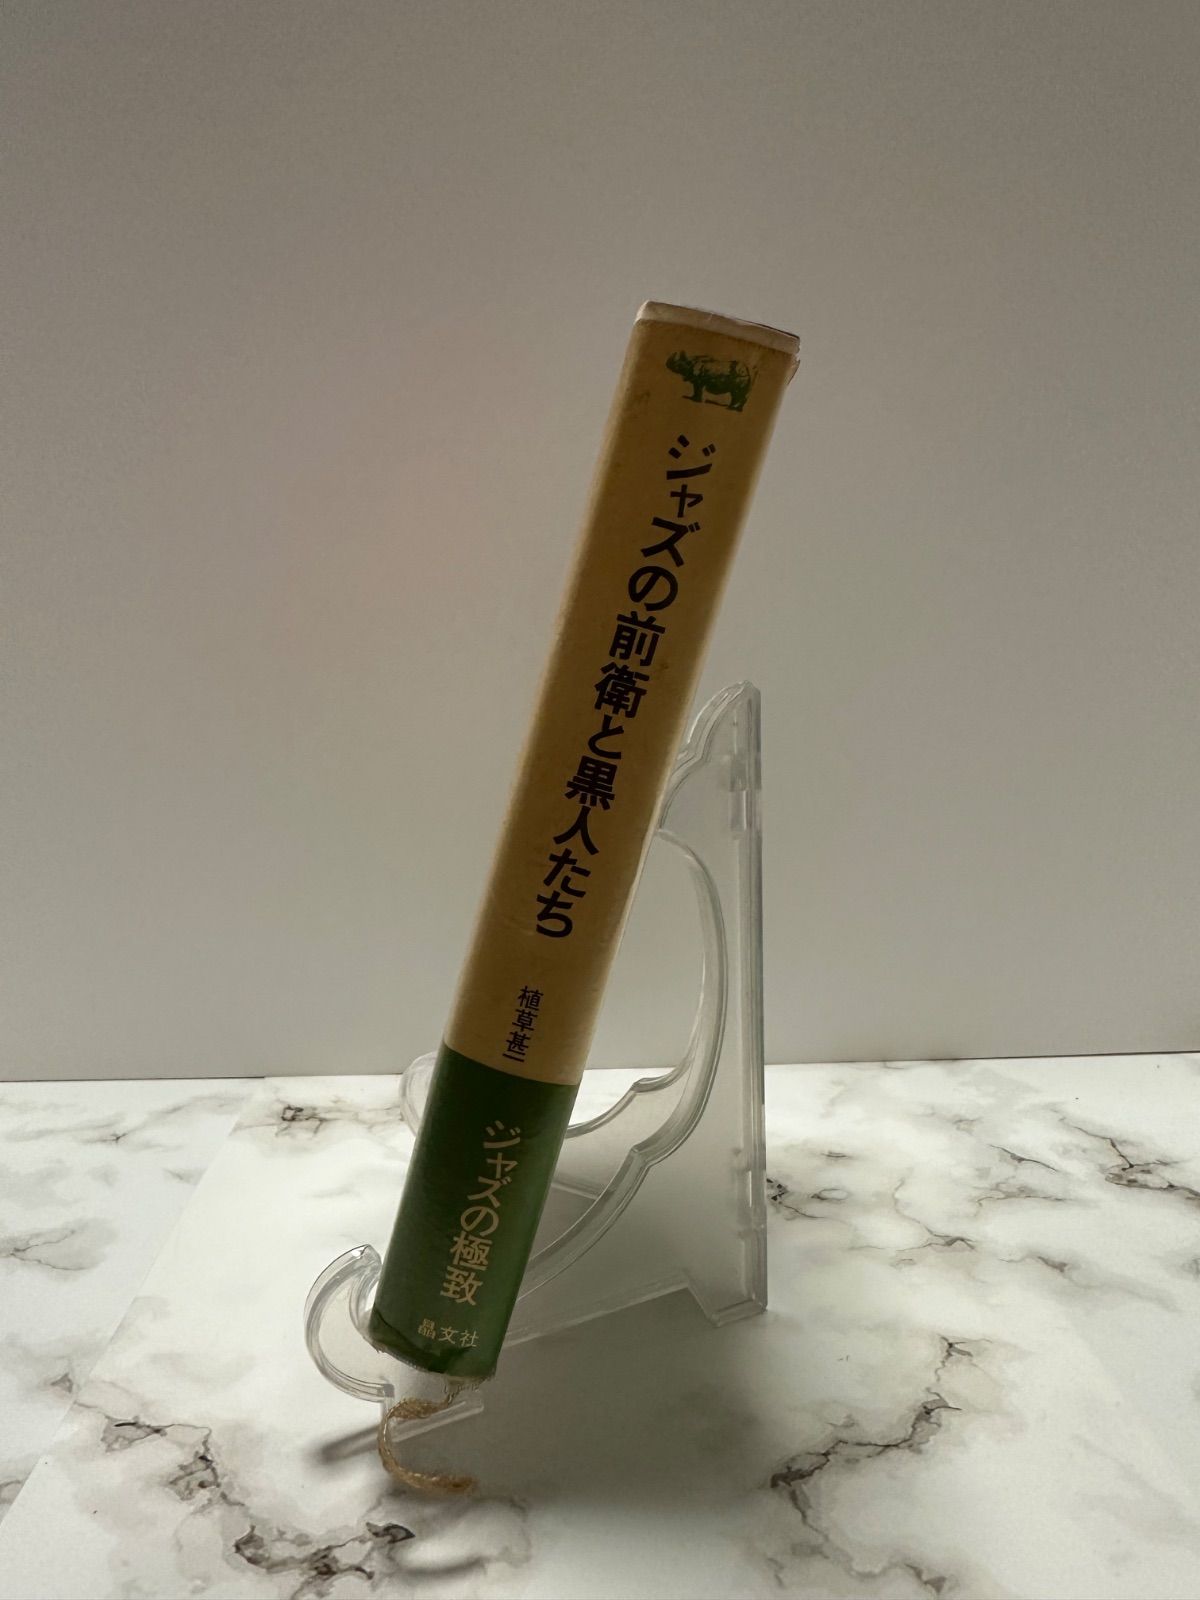 ジャズの前衛と黒人たち
植草甚一
ジャズの極致
晶文社